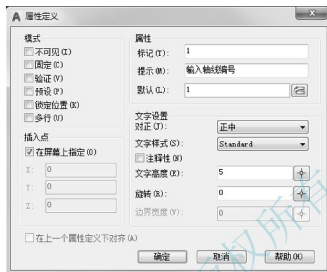 属性定义
模式
不可见(I)
固定(C)
验证(V)
预设(P)
锁定位置(K)
多行(U)
插入点
在屏幕上指定(O)
X: 0
Y: 0
Z: 0
在上一个属性定义下对齐(A)
属性
标记(T): 1
提示(M): 输入轴线编号
默认(L): 1
文字设置
对正(J): 正中
文字样式(S): Standard
注释性(N)
文字高度(E): 5
旋转(R): 0
边界宽度(W): 0
确定 取消 帮助(H)
权所有